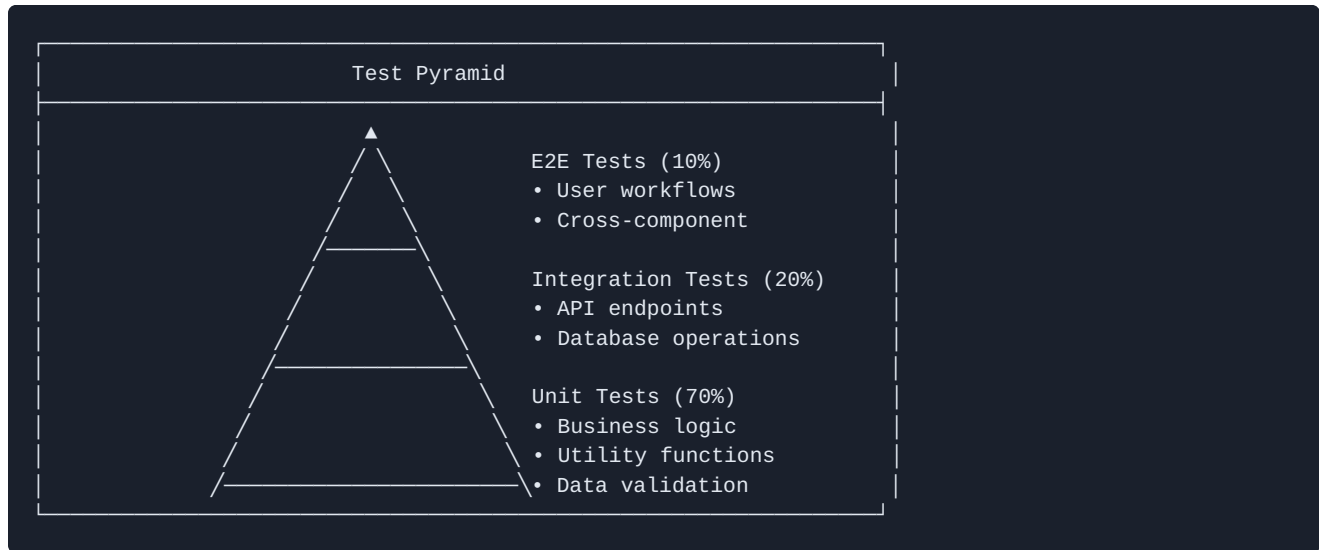 Test Pyramid
E2E Tests (10%)
• User workflows
• Cross-component
Integration Tests (20%)
• API endpoints
• Database operations
Unit Tests (70%)
• Business logic
• Utility functions
• Data validation